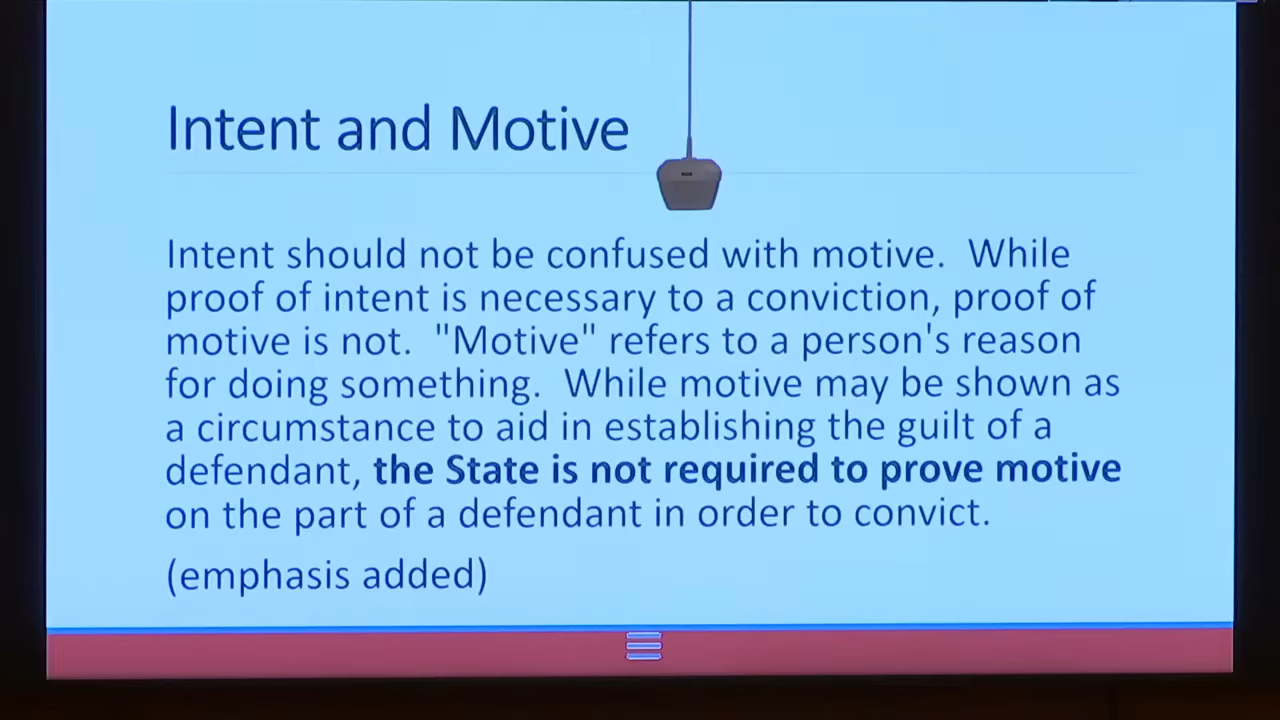 Intent and Motive
Intent should not be confused with motive.  While
proof of intent is necessary to a conviction, proof of
motive is not.  "Motive" refers to a person's reason
for doing something.  While motive may be shown as
a circumstance to aid in establishing the guilt of a
defendant, the State is not required to prove motive
on the part of a defendant in order to convict.
(emphasis added)